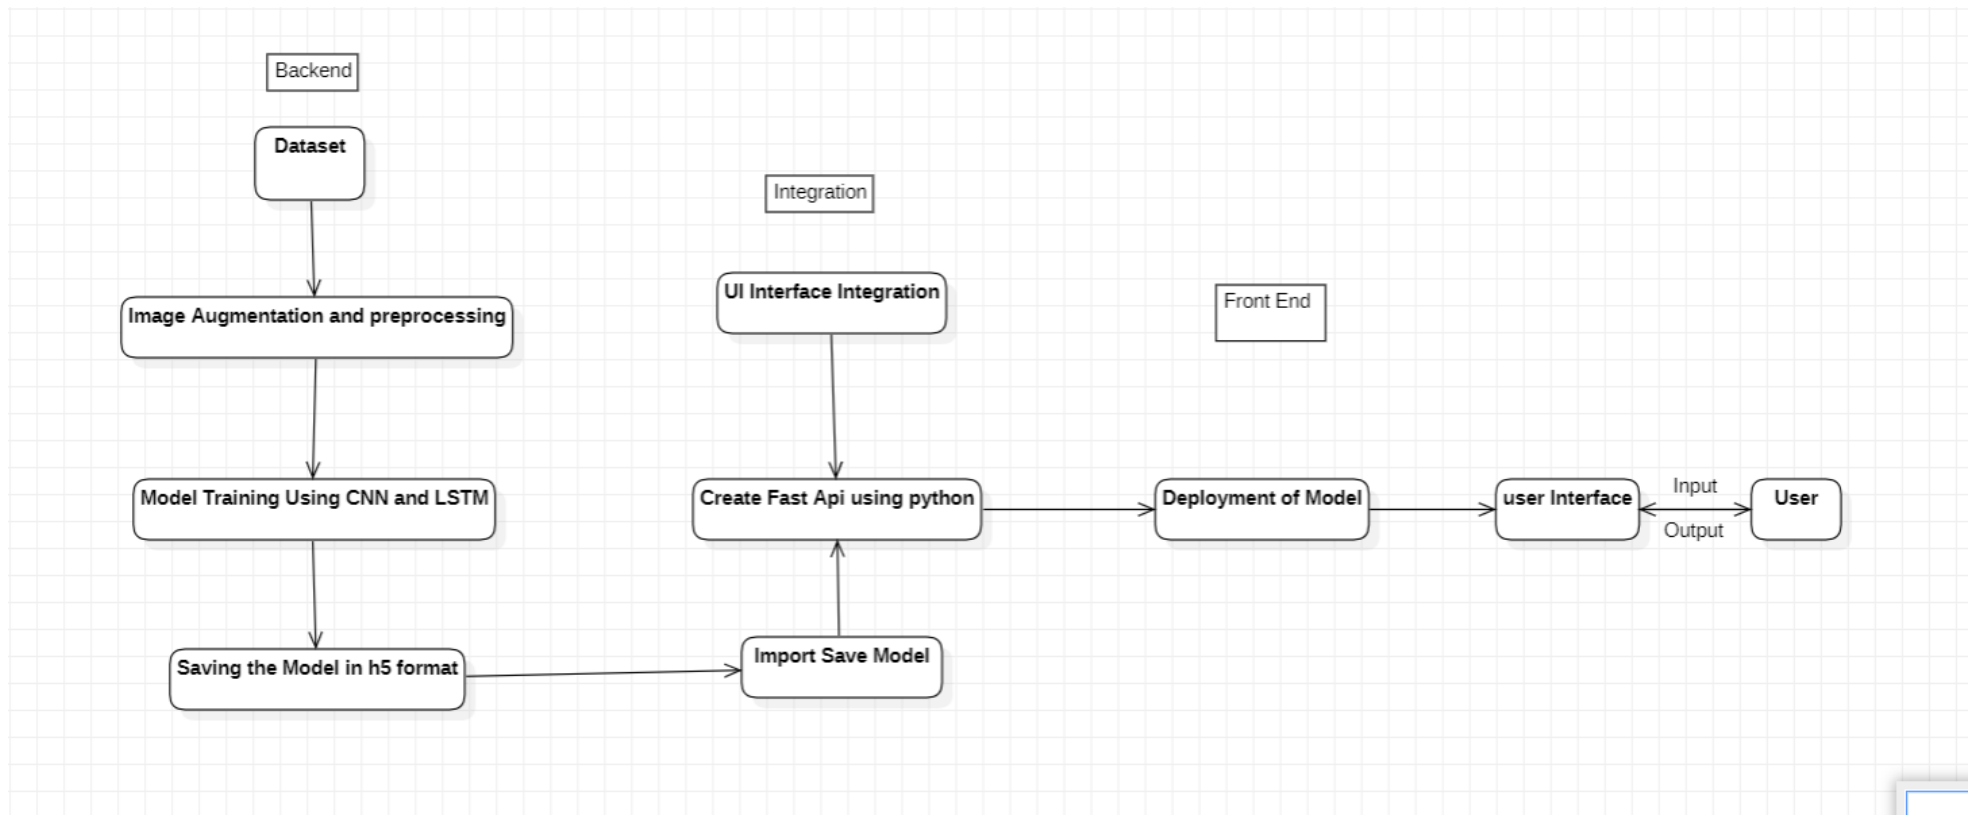 Backend
Dataset
Image Augmentation and preprocessing
Model Training Using CNN and LSTM
Saving the Model in h5 format
Integration
UI Interface Integration
Create Fast Api using python
Import Save Model
Front End
Deployment of Model
user Interface
Input
Output
User